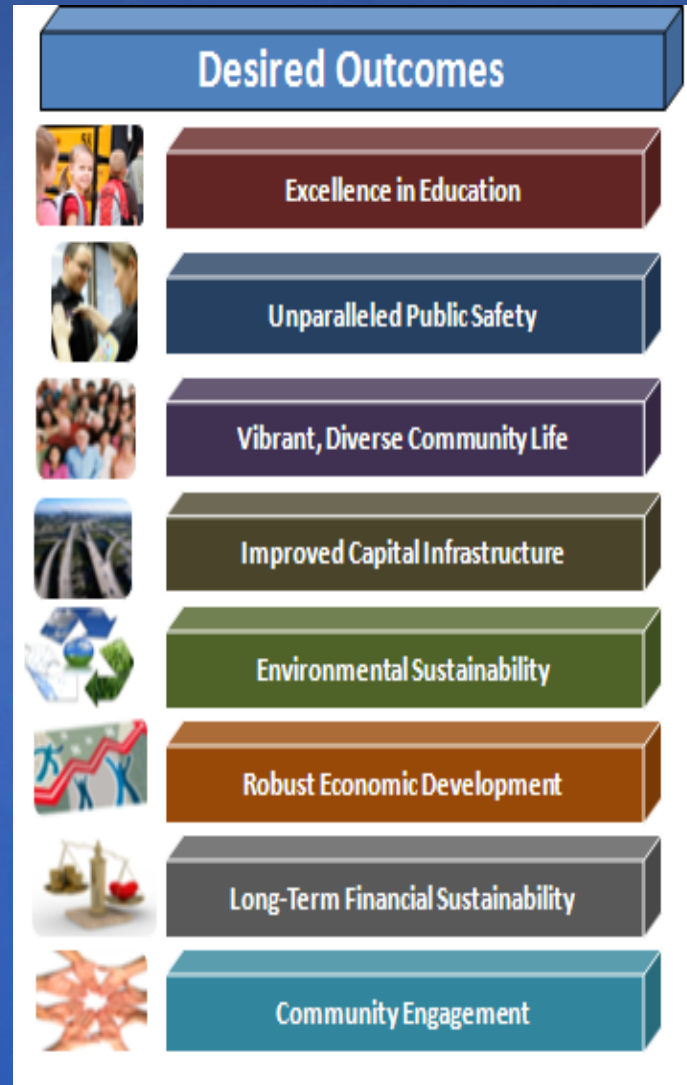 Desired Outcomes
Excellence in Education
Unparalleled Public Safety
Vibrant, Diverse Community Life
Improved Capital Infrastructure
Environmental Sustainability
Robust Economic Development
Long-Term Financial Sustainability
Community Engagement